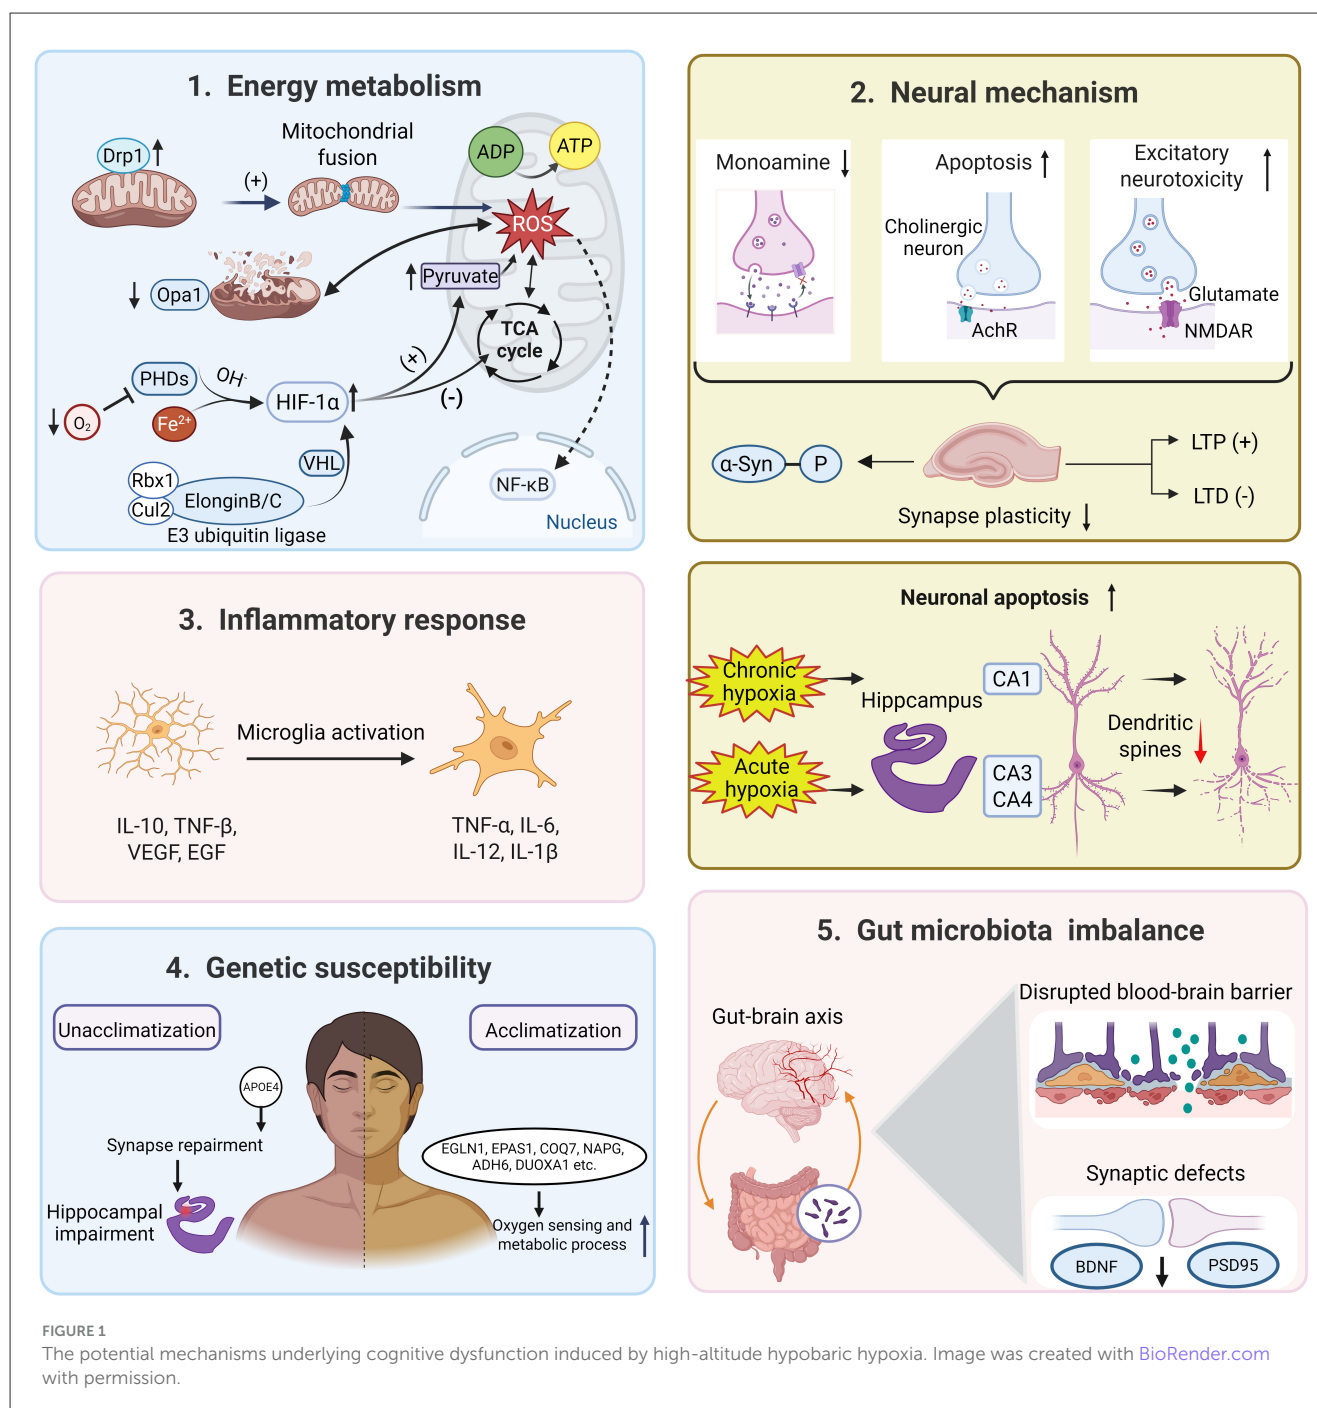 1. Energy metabolism
Drp1
(+)
Mitochondrial
fusion
ADP
ATP
ROS
Opa1
Pyruvate
TCA
cycle
(+)
(-)
PHDs
OH-
O2
Fe2+
HIF-1α
VHL
Rbx1
Cul2
ElonginB/C
E3 ubiquitin ligase
NF-κB
Nucleus
2. Neural mechanism
Monoamine
Apoptosis
Cholinergic
neuron
AchR
Excitatory
neurotoxicity
Glutamate
NMDAR
α-Syn
P
LTP (+)
LTD (-)
Synapse plasticity
Neuronal apoptosis
Chronic
hypoxia
Acute
hypoxia
Hippcampus
CA1
CA3
CA4
Dendritic
spines
3. Inflammatory response
Microglia activation
IL-10, TNF-β,
VEGF, EGF
TNF-α, IL-6,
IL-12, IL-1β
4. Genetic susceptibility
Unacclimatization
Acclimatization
APOE4
Synapse repairment
Hippocampal
impairment
EGLN1, EPAS1, COQ7, NAPG,
ADH6, DUOXA1 etc.
Oxygen sensing and
metabolic process
5. Gut microbiota imbalance
Gut-brain axis
Disrupted blood-brain barrier
Synaptic defects
BDNF
PSD95
FIGURE 1
The potential mechanisms underlying cognitive dysfunction induced by high-altitude hypobaric hypoxia. Image was created with BioRender.com
with permission.